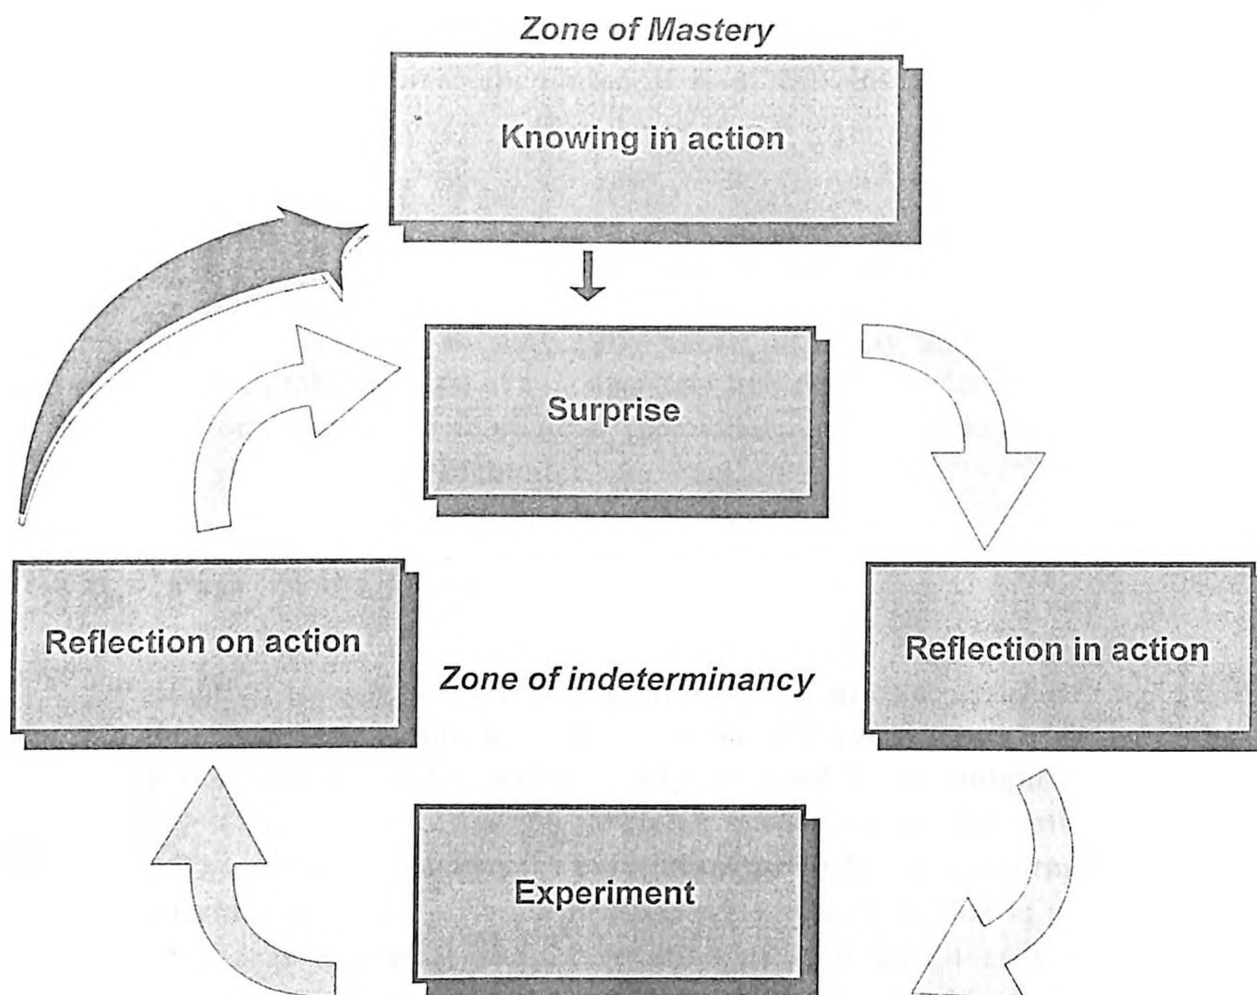 Zone of Mastery
Knowing in action
Surprise
Reflection on action
Reflection in action
Zone of indeterminancy
Experiment